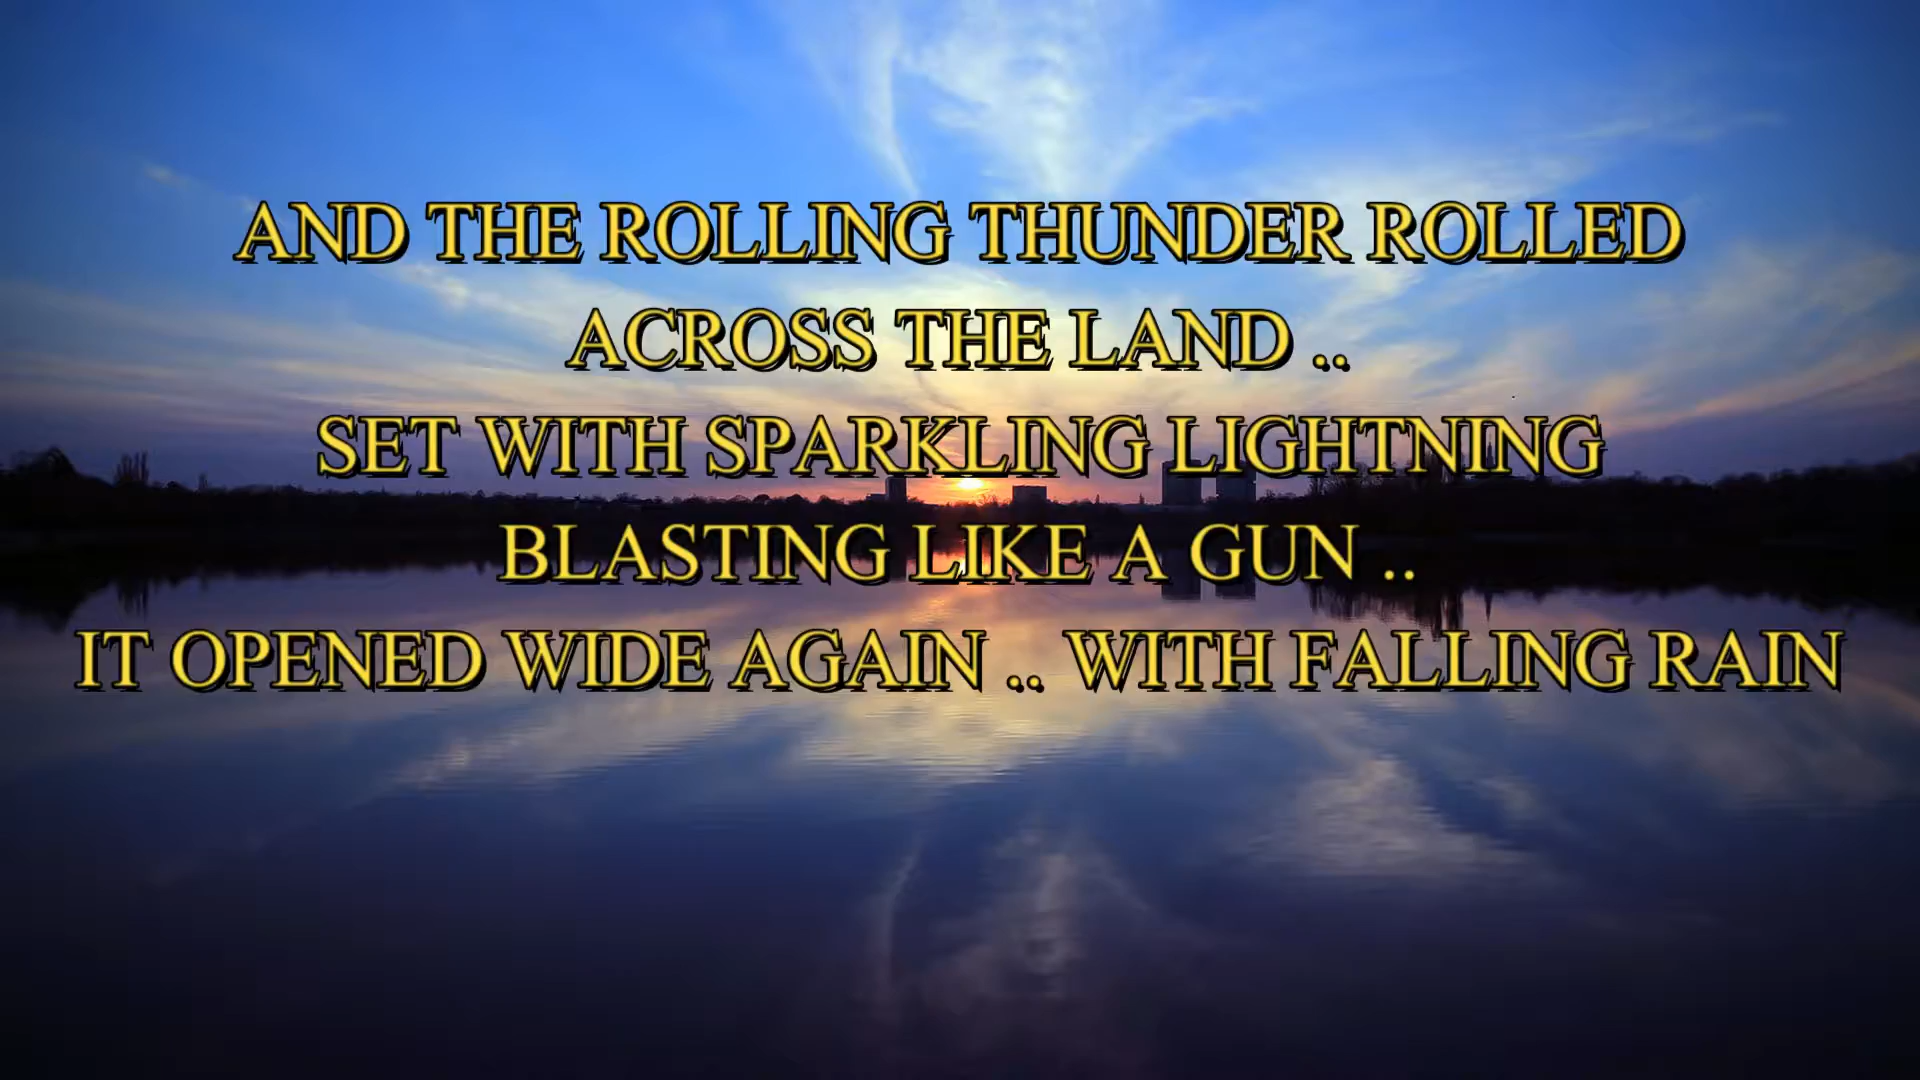 AND THE ROLLING THUNDER ROLLED
ACROSS THE LAND ..
SET WITH SPARKLING LIGHTNING
BLASTING LIKE A GUN ..
IT OPENED WIDE AGAIN .. WITH FALLING RAIN